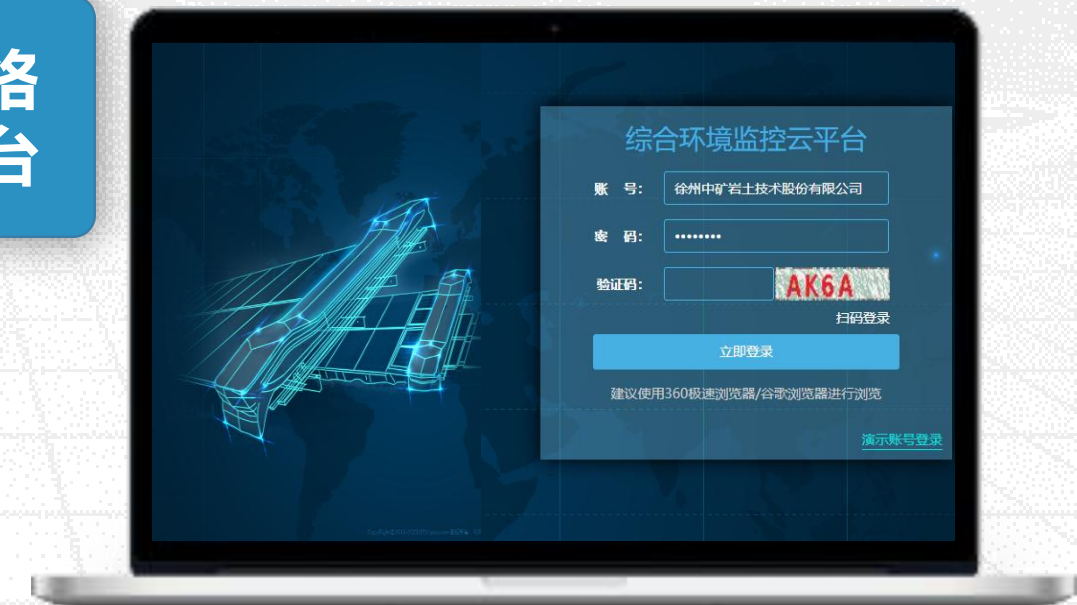 格
台
综合环境监控云平台
账 号： 徐州中矿岩土技术股份有限公司
密 码： ••••••••
验证码： AK6A
扫码登录
立即登录
建议使用360极速浏览器/谷歌浏览器进行浏览
演示账号登录